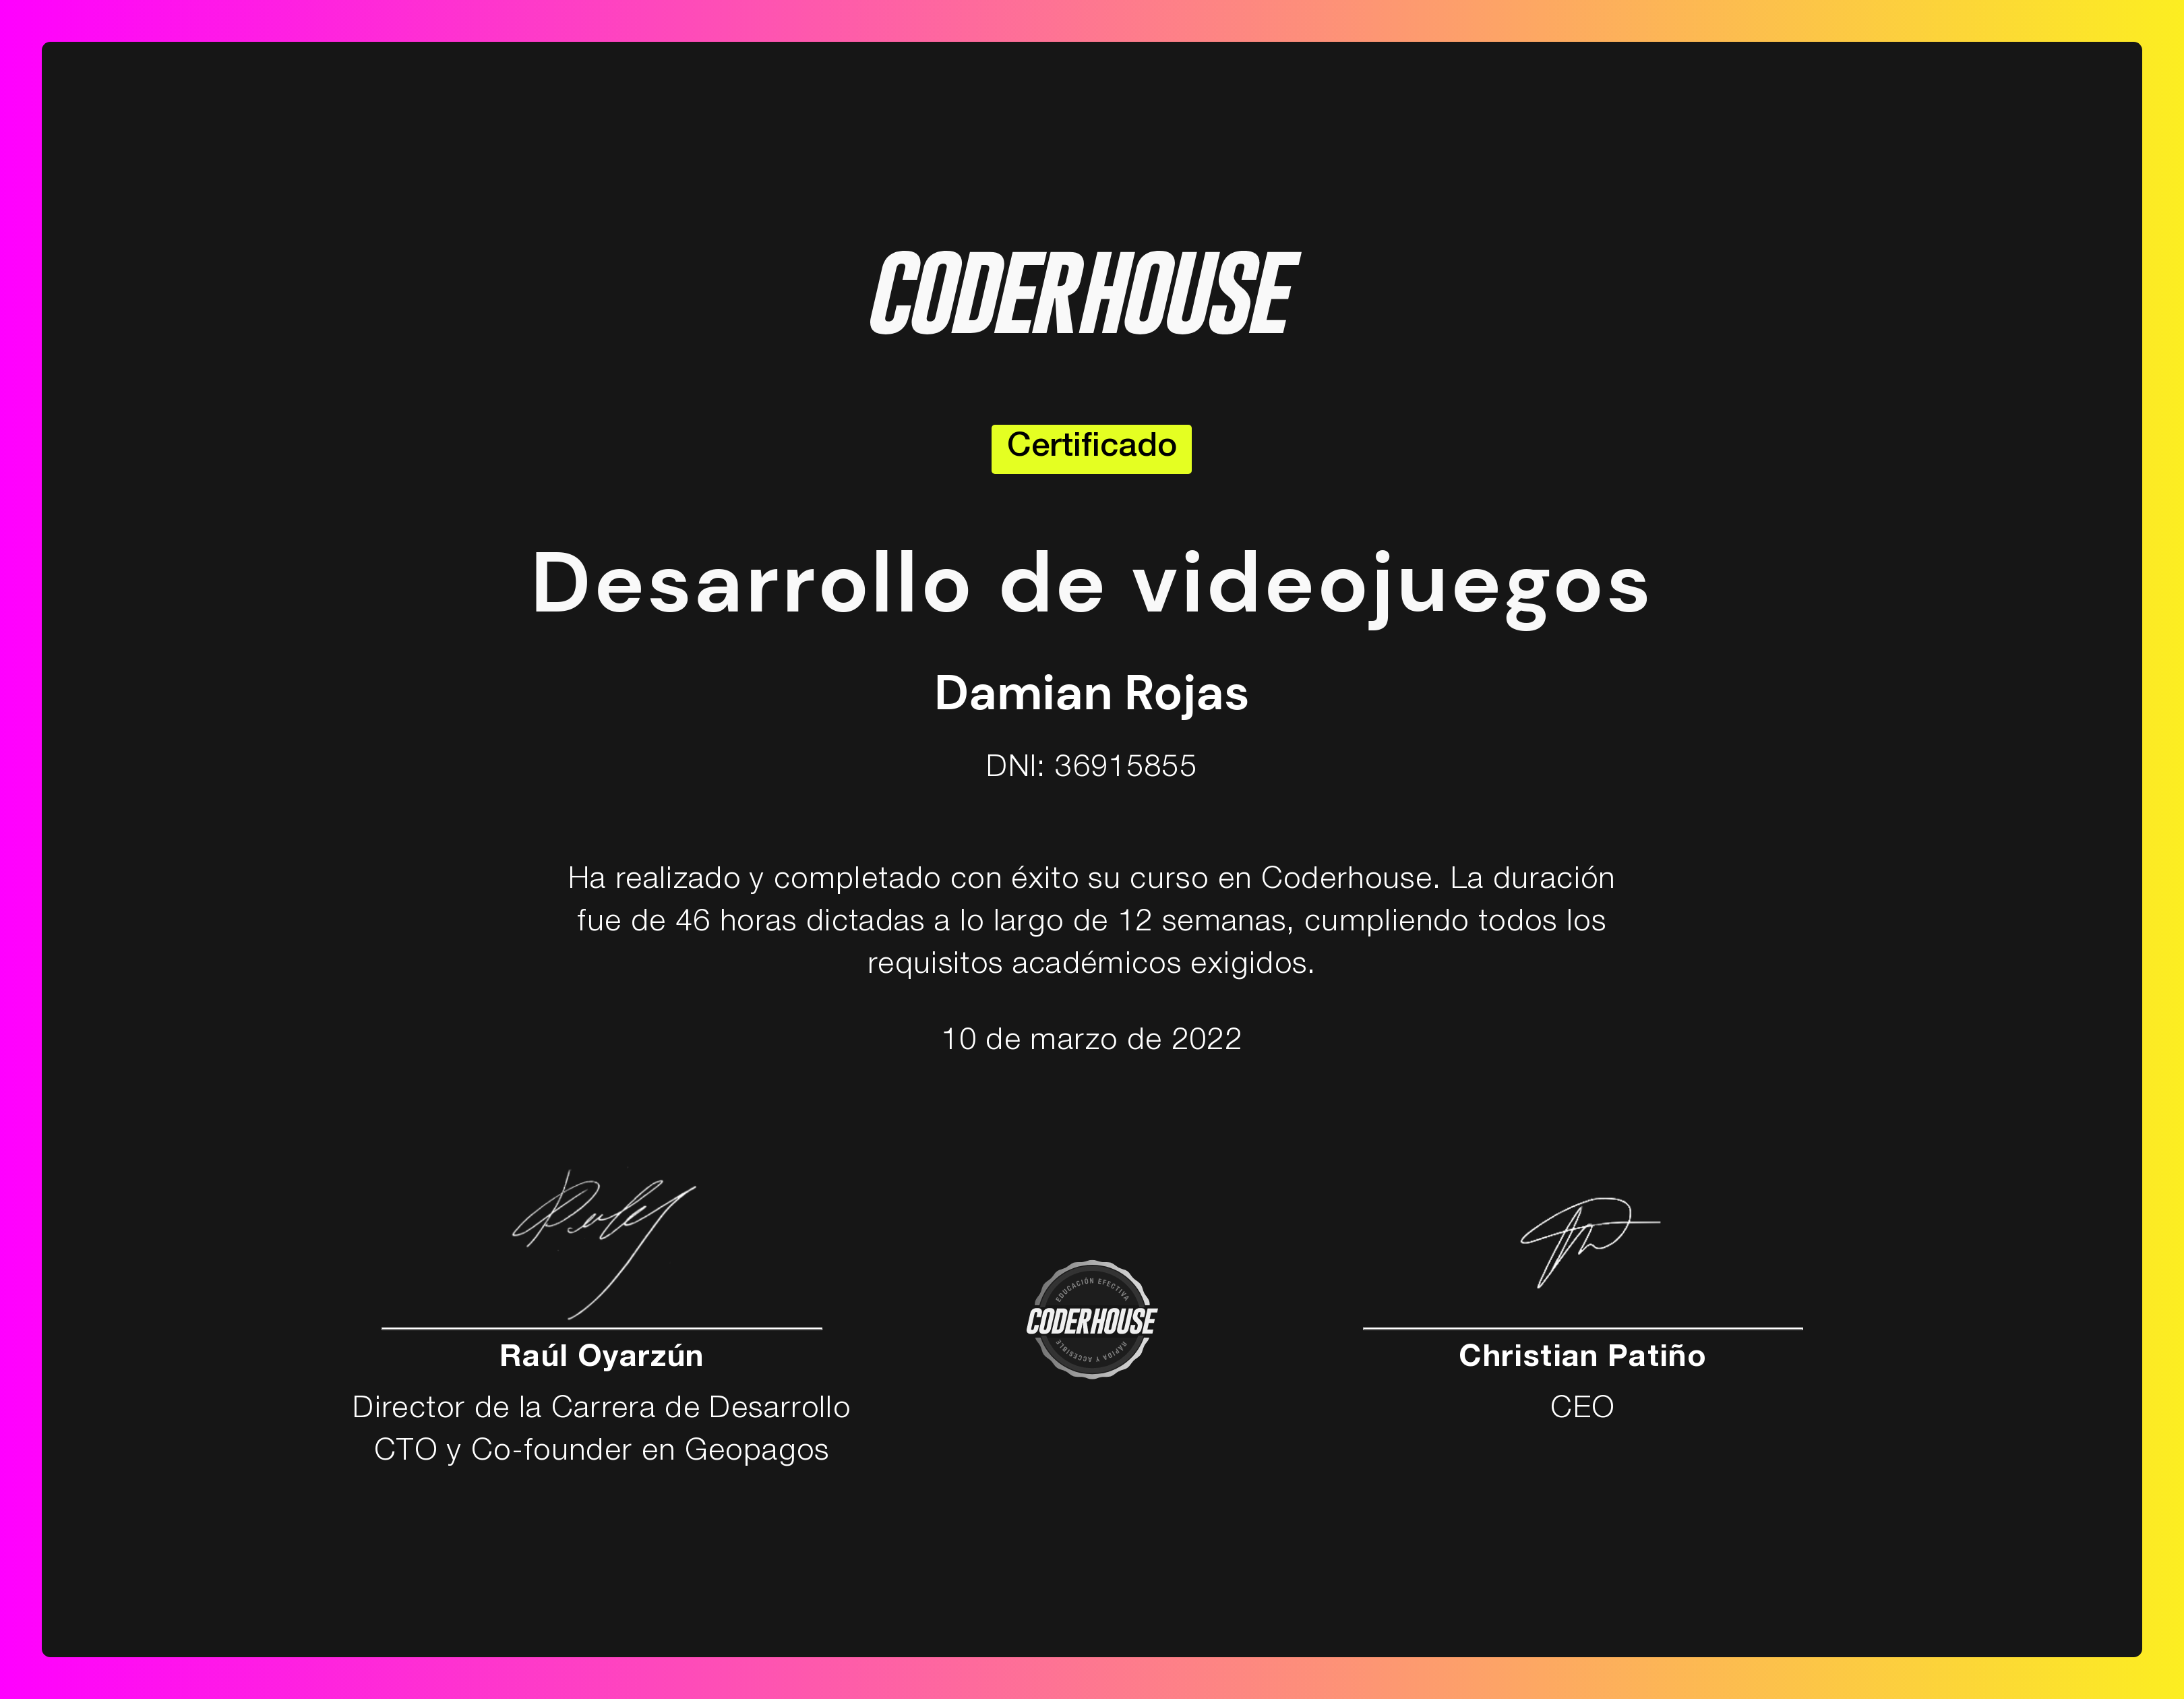 CODERHOUSE
Certificado
Desarrollo de videojuegos
Damian Rojas
DNI: 36915855
Ha realizado y completado con éxito su curso en Coderhouse. La duración
fue de 46 horas dictadas a lo largo de 12 semanas, cumpliendo todos los
requisitos académicos exigidos.
10 de marzo de 2022
EDUCACIÓN EFECTIVA
CODERHOUSE
RÁPIDA Y ACCESIBLE
Raúl Oyarzún
Director de la Carrera de Desarrollo
CTO y Co-founder en Geopagos
Christian Patiño
CEO